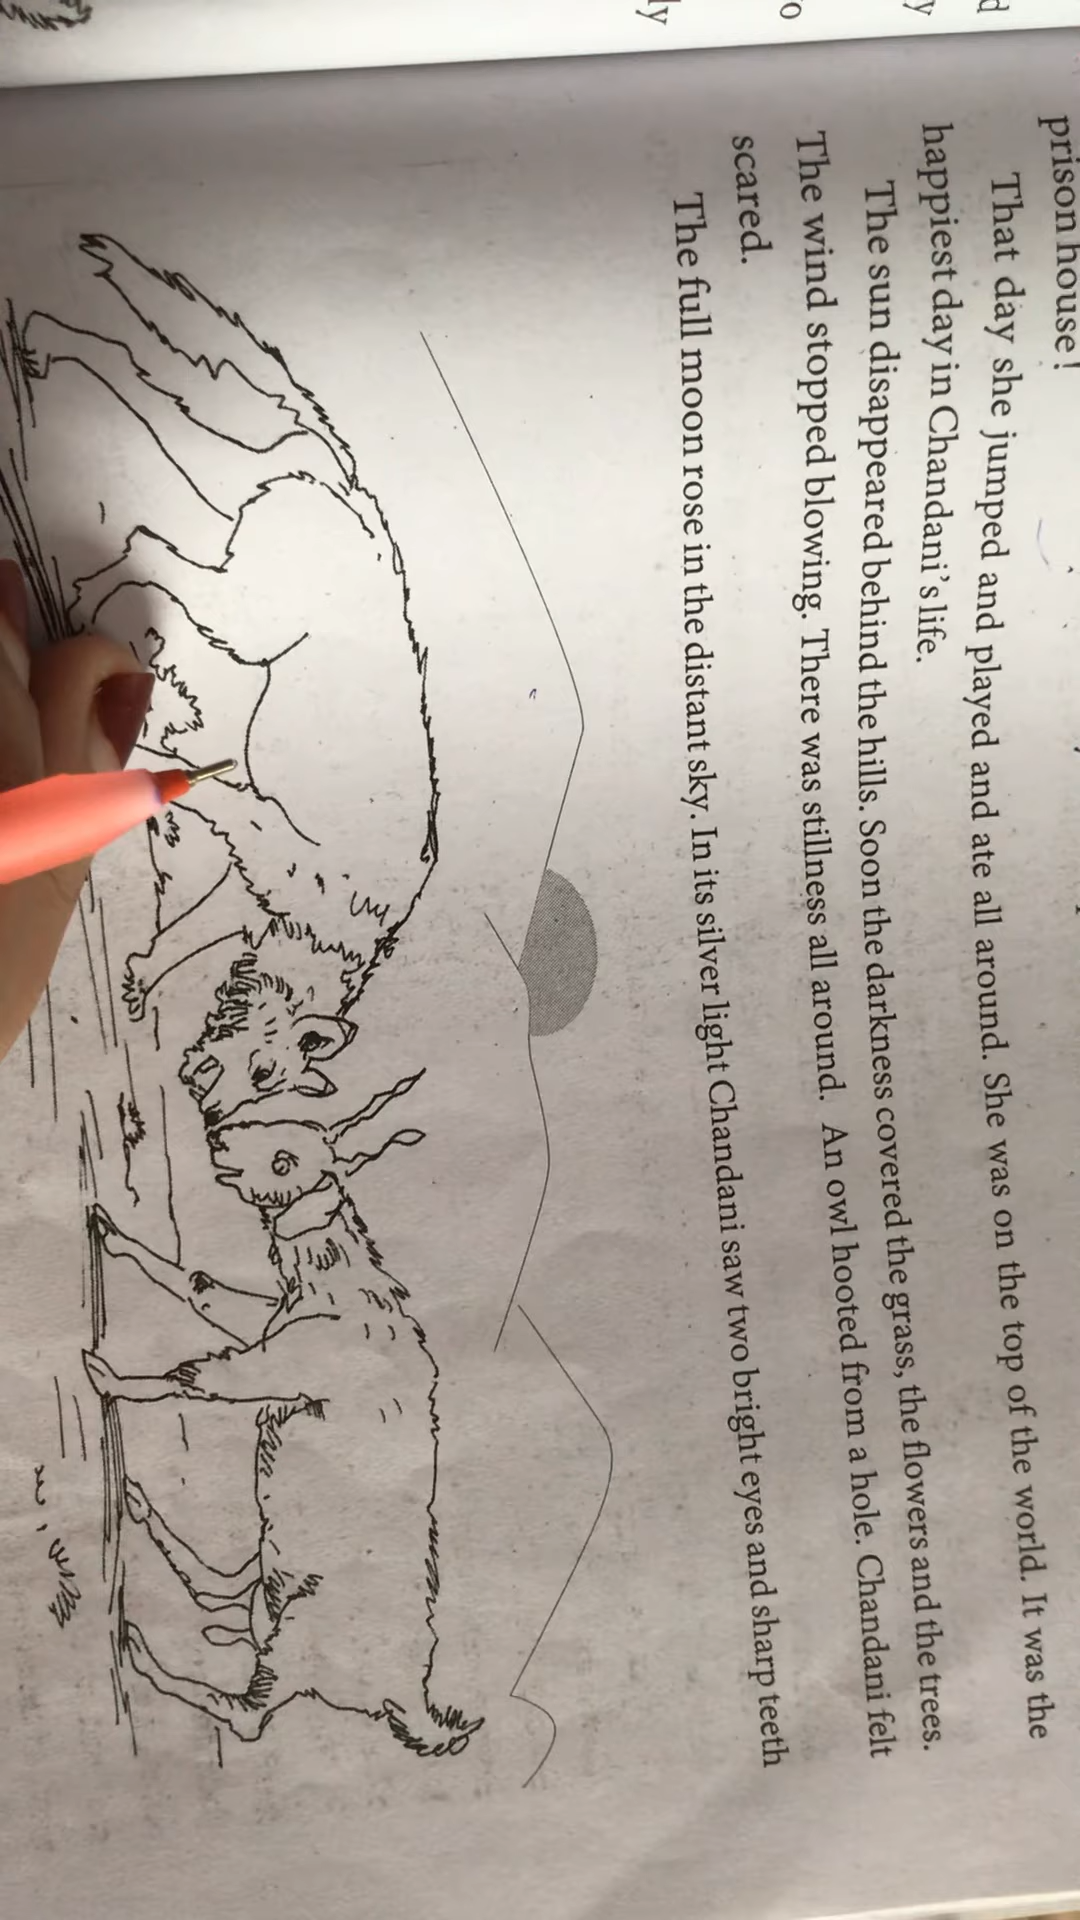 prison house!
That day she jumped and played and ate all around. She was on the top of the world. It was the
happiest day in Chandani's life.
The sun disappeared behind the hills. Soon the darkness covered the grass, the flowers and the trees.
The wind stopped blowing. There was stillness all around. An owl hooted from a hole. Chandani felt
scared.
The full moon rose in the distant sky. In its silver light Chandani saw two bright eyes and sharp teeth